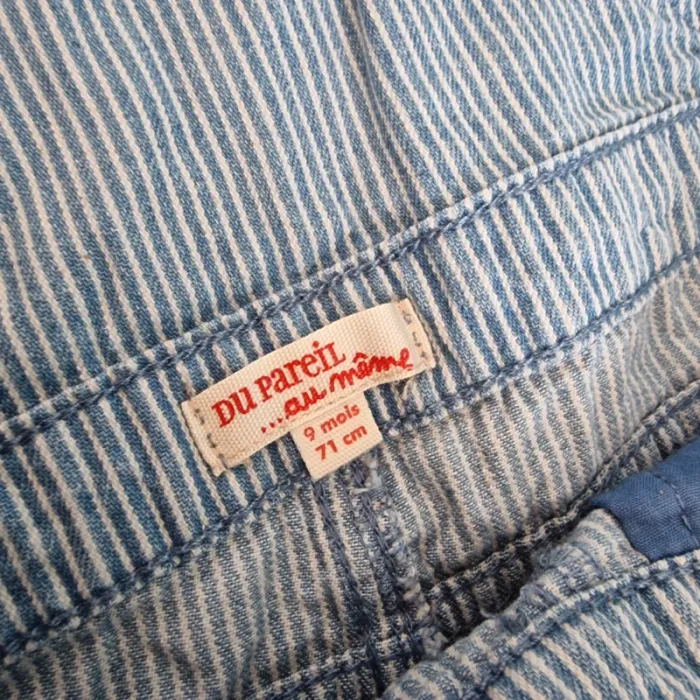 DU PAREIL
...au même
9 mois
71 cm